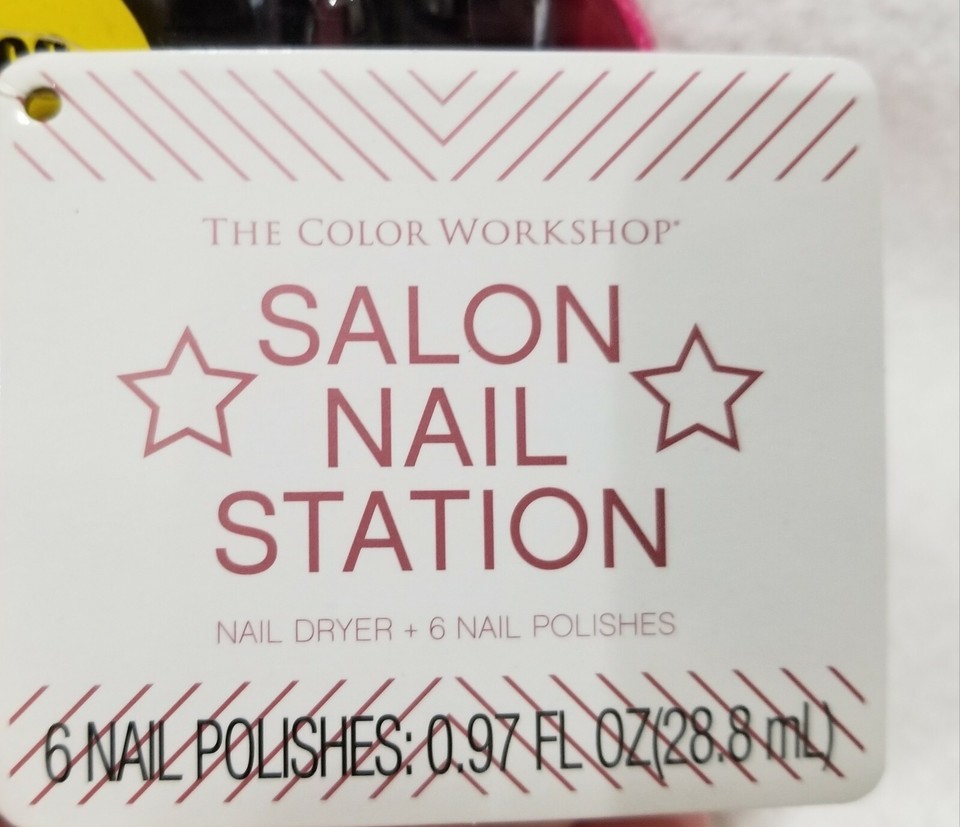 THE COLOR WORKSHOP®
SALON
NAIL
STATION
NAIL DRYER + 6 NAIL POLISHES
6 NAIL POLISHES: 0.97 FL OZ(28.8 mL)